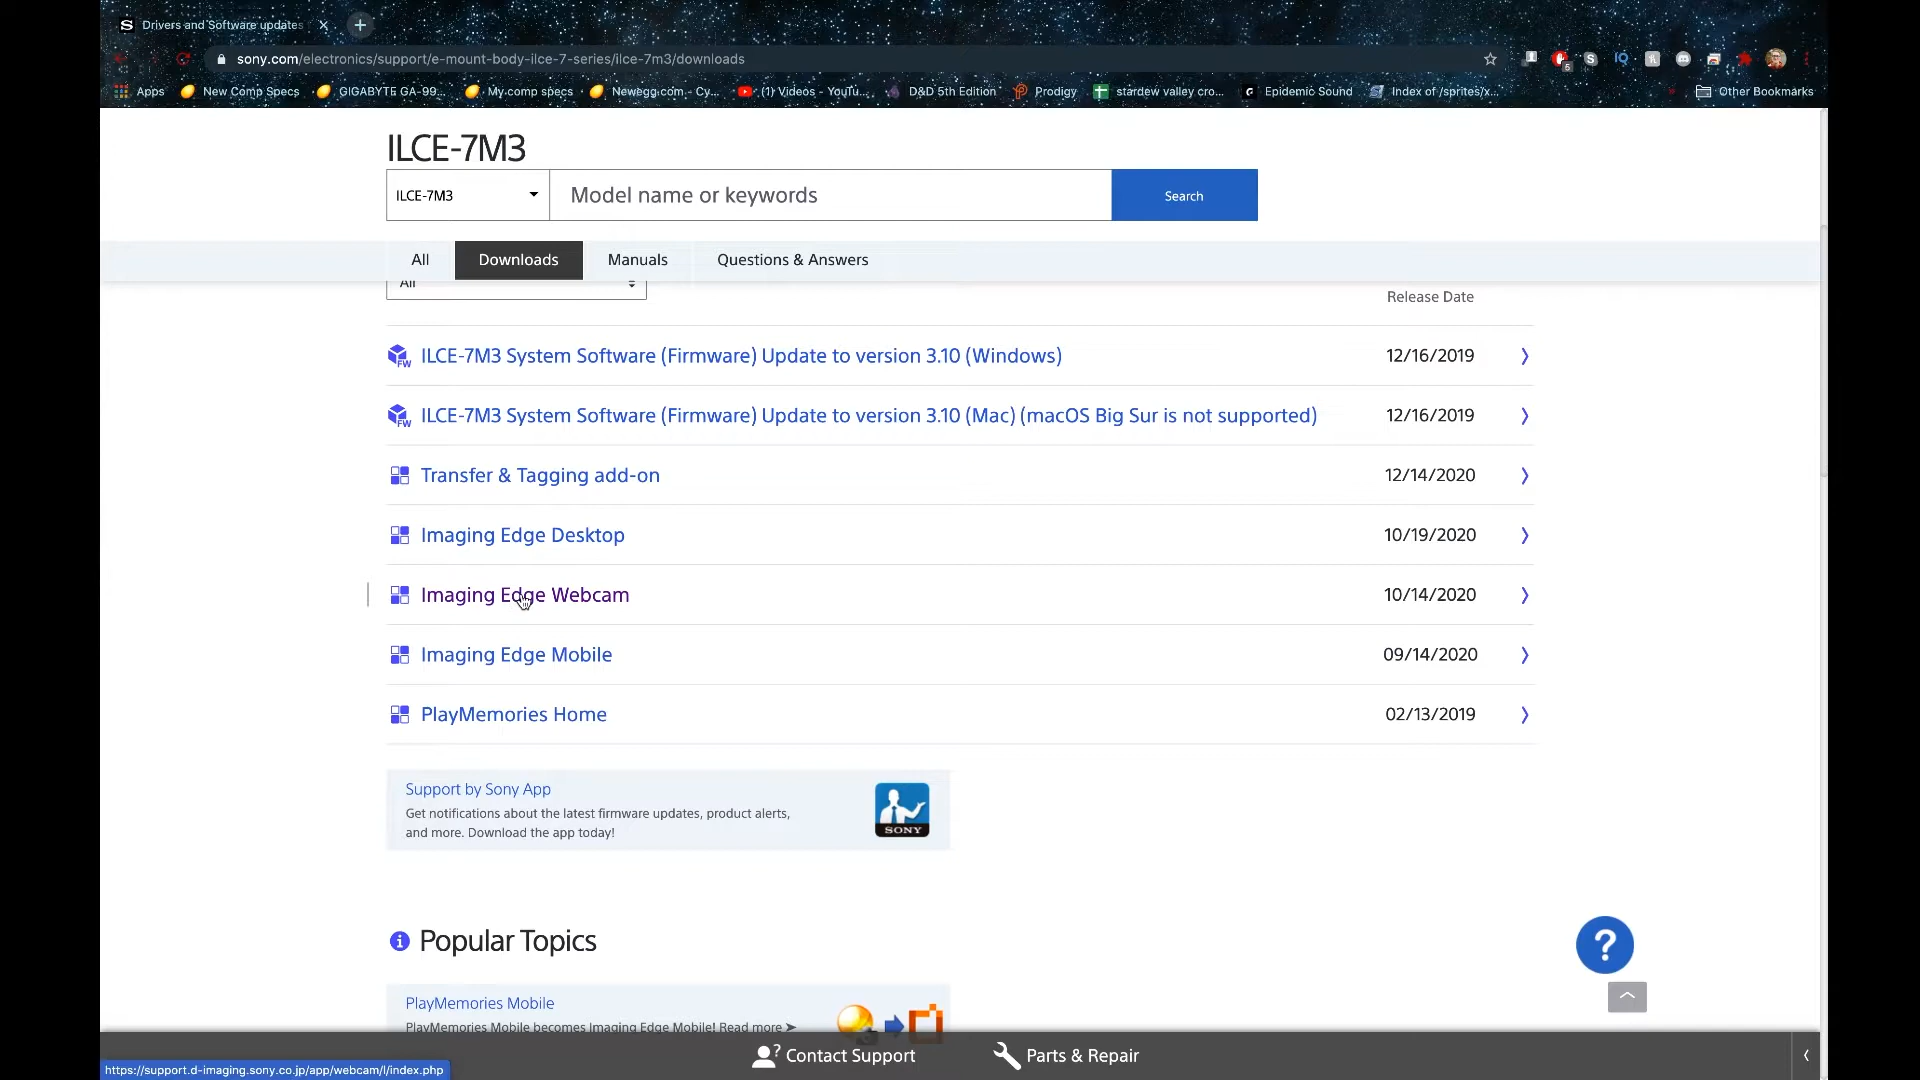 Drivers and Software updates
sony.com/electronics/support/e-mount-body-ilce-7-series/ilce-7m3/downloads
Apps New Comp Specs GIGABYTE GA-99... My comp specs Newegg.com - Cy... (1) Videos - YouTu... D&D 5th Edition Prodigy stardew valley cro... Epidemic Sound Index of /sprites/x... Other Bookmarks
ILCE-7M3
ILCE-7M3 Model name or keywords Search
All Downloads Manuals Questions & Answers
All
Release Date
FW ILCE-7M3 System Software (Firmware) Update to version 3.10 (Windows) 12/16/2019
FW ILCE-7M3 System Software (Firmware) Update to version 3.10 (Mac) (macOS Big Sur is not supported) 12/16/2019
Transfer & Tagging add-on 12/14/2020
Imaging Edge Desktop 10/19/2020
Imaging Edge Webcam 10/14/2020
Imaging Edge Mobile 09/14/2020
PlayMemories Home 02/13/2019
Support by Sony App
Get notifications about the latest firmware updates, product alerts,
and more. Download the app today!
SONY
Popular Topics
PlayMemories Mobile
PlayMemories Mobile becomes Imaging Edge Mobile! Read more ➤
?
Contact Support Parts & Repair
https://support.d-imaging.sony.co.jp/app/webcam/l/index.php